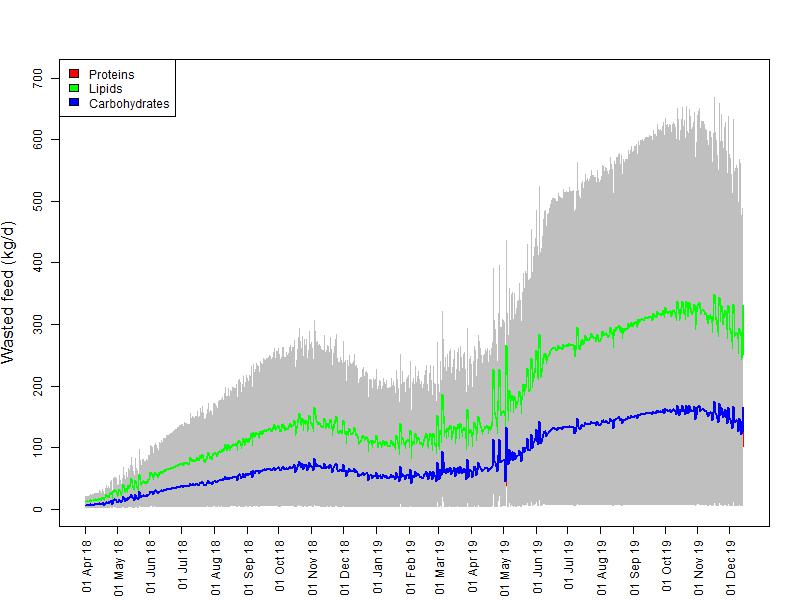 Proteins
Lipids
Carbohydrates
Wasted feed (kg/d)
700
600
500
400
300
200
100
0
01 Apr 18
01 May 18
01 Jun 18
01 Jul 18
01 Aug 18
01 Sep 18
01 Oct 18
01 Nov 18
01 Dec 18
01 Jan 19
01 Feb 19
01 Mar 19
01 Apr 19
01 May 19
01 Jun 19
01 Jul 19
01 Aug 19
01 Sep 19
01 Oct 19
01 Nov 19
01 Dec 19